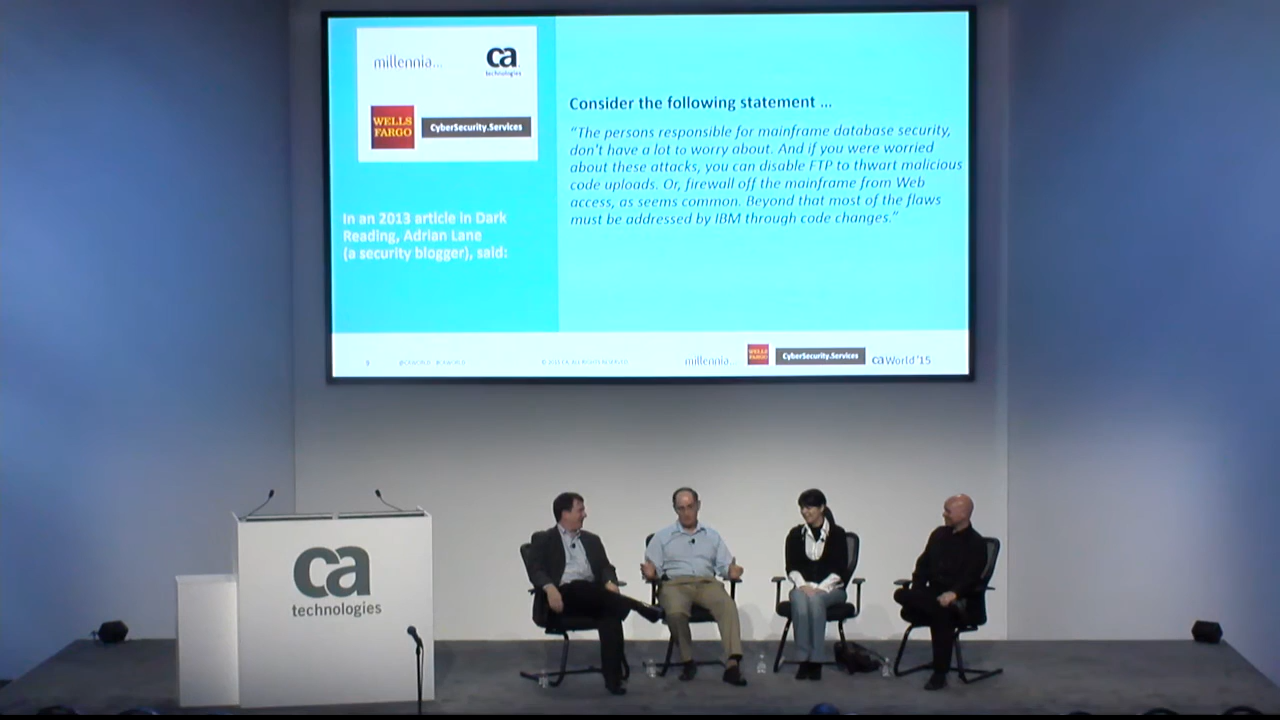 millennia...
ca
technologies
WELLS
FARGO
CyberSecurity.Services
In an 2013 article in Dark
Reading, Adrian Lane
(a security blogger), said:
Consider the following statement ...
"The persons responsible for mainframe database security,
don't have a lot to worry about. And if you were worried
about these attacks, you can disable FTP to thwart malicious
code uploads. Or, firewall off the mainframe from Web
access, as seems common. Beyond that most of the flaws
must be addressed by IBM through code changes."
millennia...
WELLS
FARGO
CyberSecurity.Services
ca World '15
ca
technologies